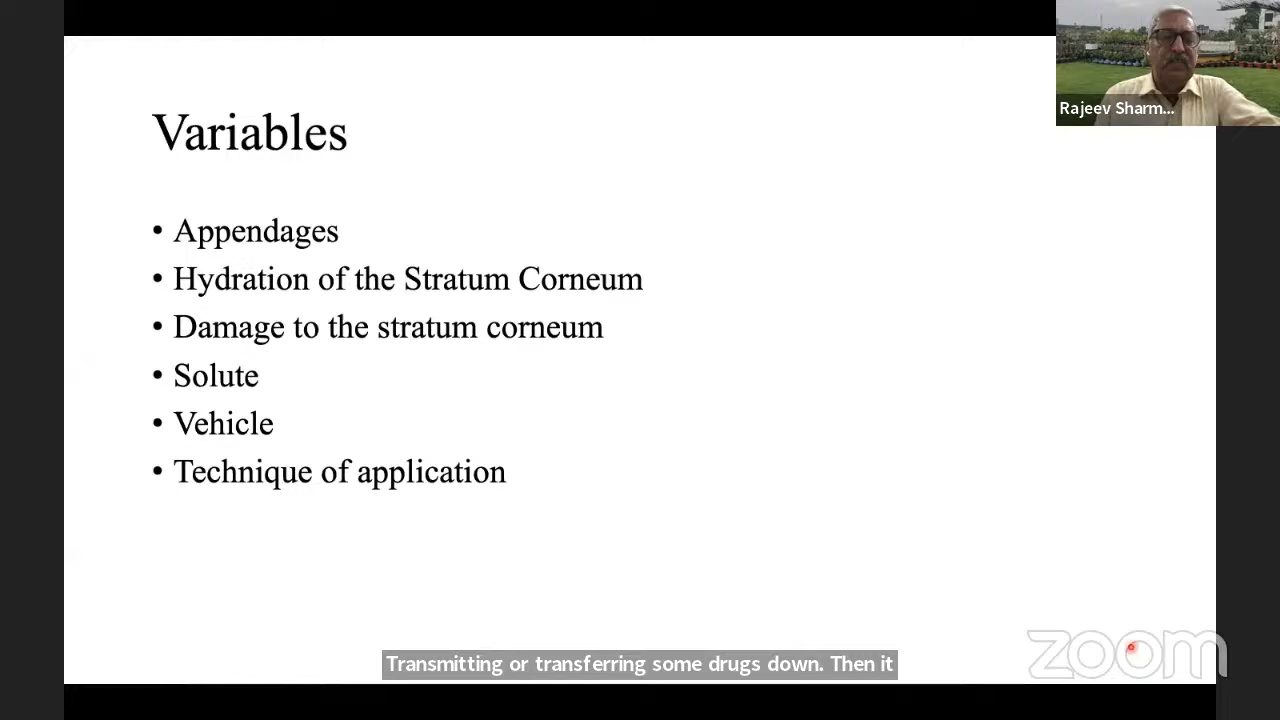 Rajeev Sharm...
Variables
• Appendages
• Hydration of the Stratum Corneum
• Damage to the stratum corneum
• Solute
• Vehicle
• Technique of application
Transmitting or transferring some drugs down. Then it
zoom